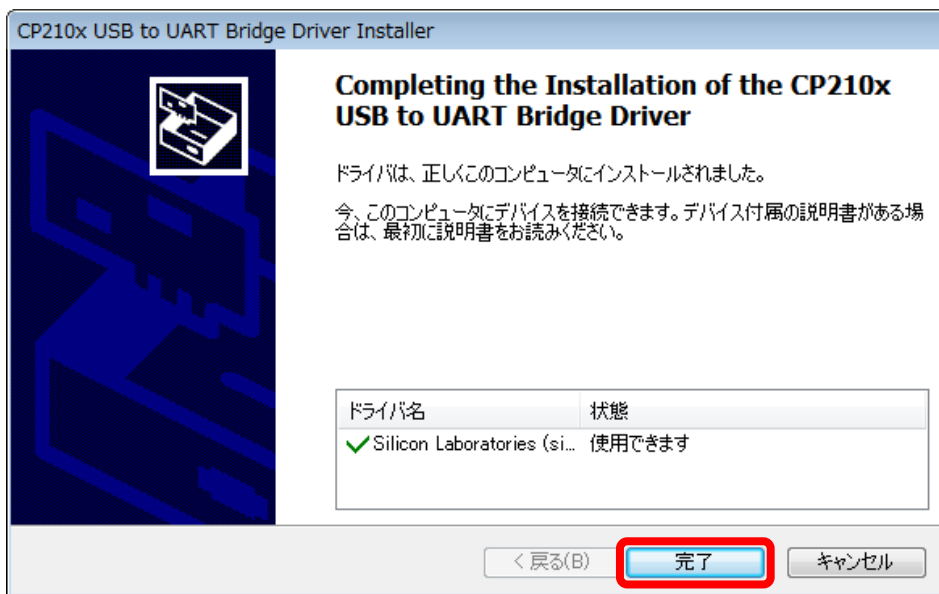 CP210x USB to UART Bridge Driver Installer
Completing the Installation of the CP210x
USB to UART Bridge Driver
ドライバは、正しくこのコンピュータにインストールされました。
今、このコンピュータにデバイスを接続できます。デバイス付属の説明書がある場
合は、最初に説明書をお読みください。
ドライバ名 状態
Silicon Laboratories (si... 使用できます
< 戻る(B) 完了 キャンセル